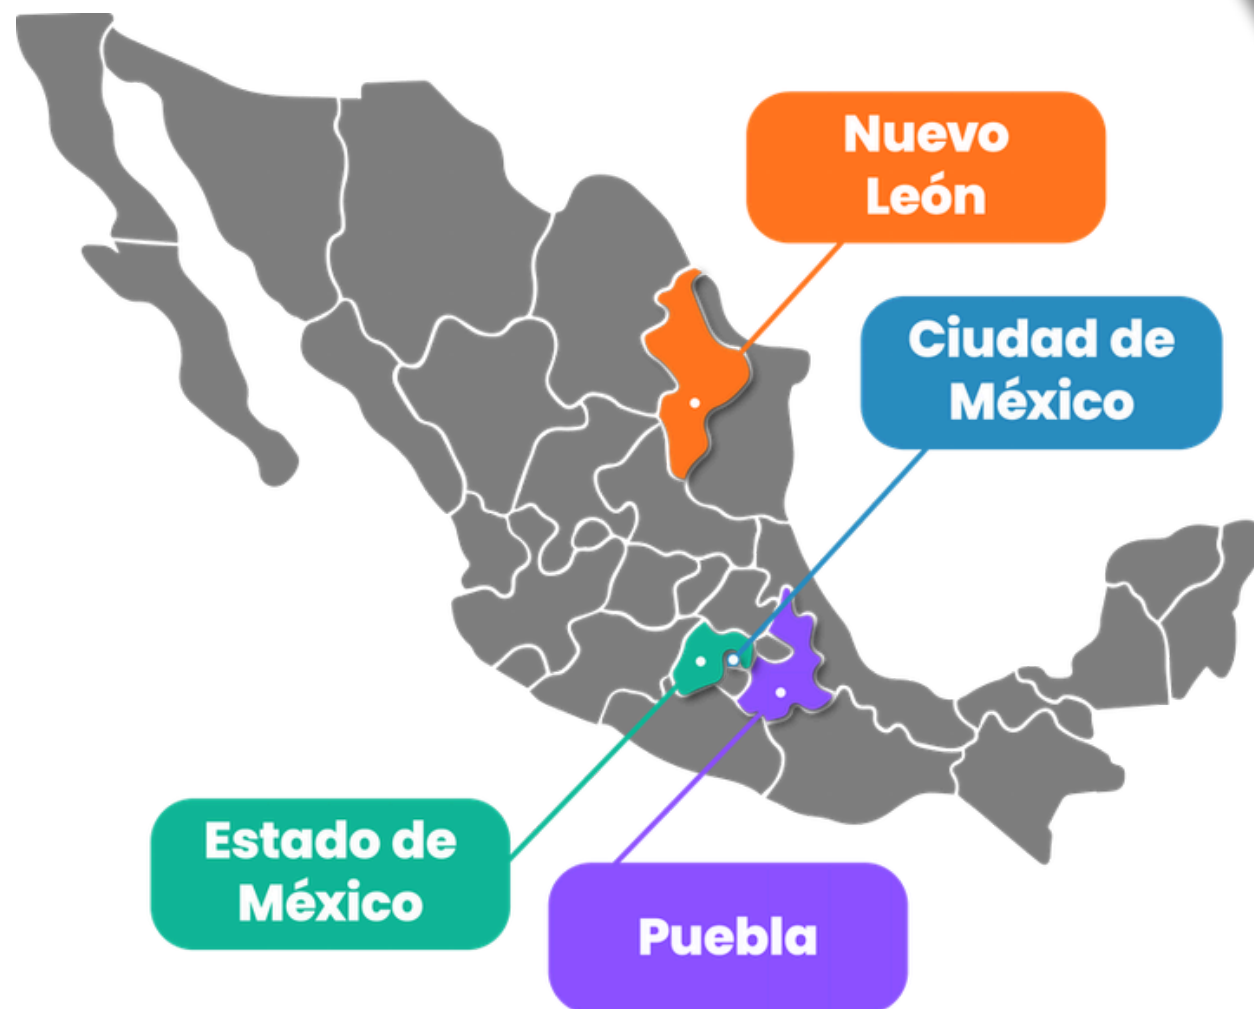 Nuevo
León
Ciudad de
México
Estado de
México
Puebla